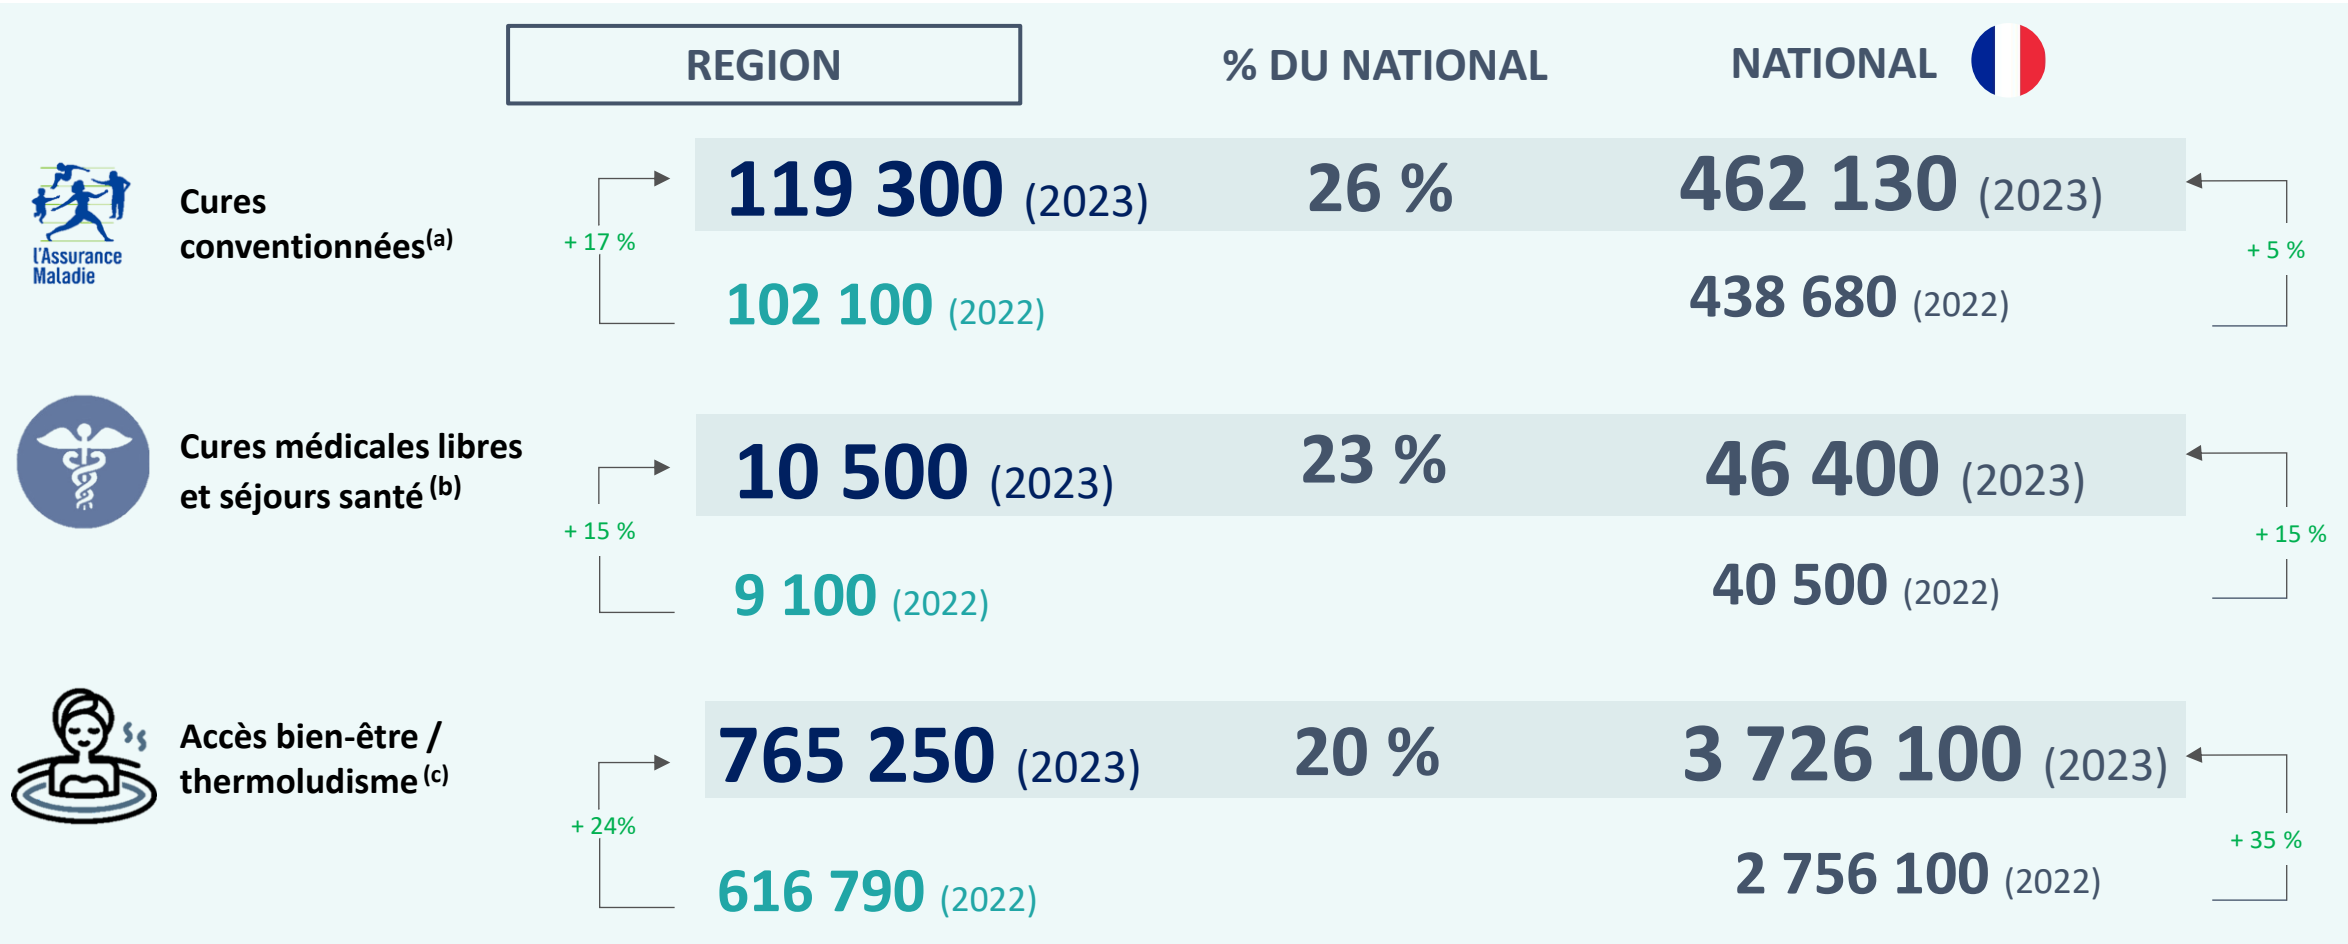 REGION
% DU NATIONAL
NATIONAL
l'Assurance
Maladie
Cures
conventionnées(a)
+ 17 %
119 300 (2023)
26 %
462 130 (2023)
+ 5 %
102 100 (2022)
438 680 (2022)
Cures médicales libres
et séjours santé (b)
+ 15 %
10 500 (2023)
23 %
46 400 (2023)
+ 15 %
9 100 (2022)
40 500 (2022)
Accès bien-être /
thermoludisme (c)
+ 24%
765 250 (2023)
20 %
3 726 100 (2023)
+ 35 %
616 790 (2022)
2 756 100 (2022)